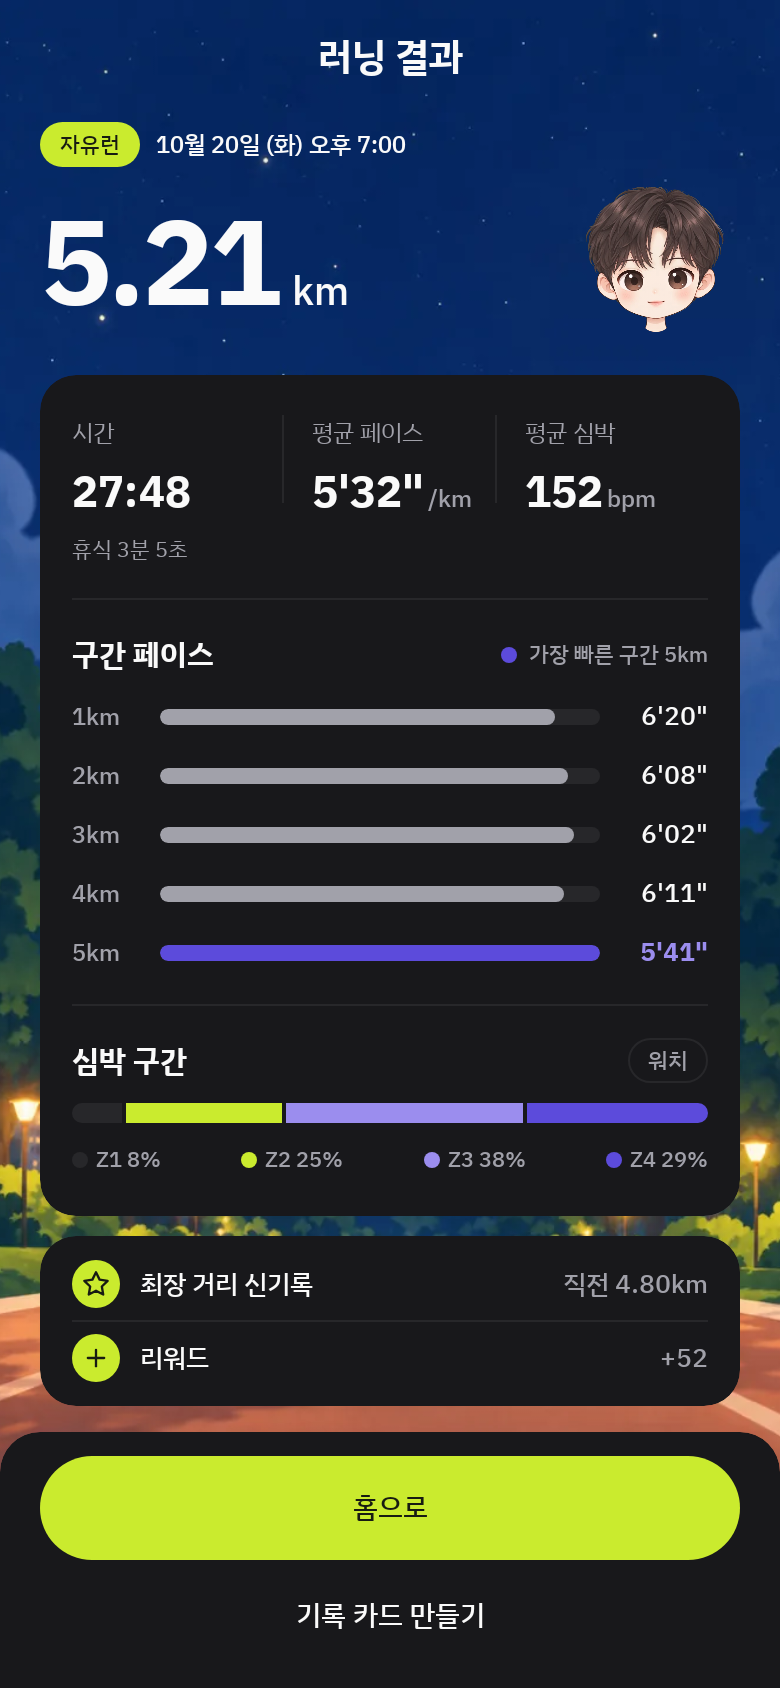 러닝 결과
자유런 10월 20일 (화) 오후 7:00
5.21 km
시간 평균 페이스 평균 심박
27:48 5'32" /km 152 bpm
휴식 3분 5초
구간 페이스 가장 빠른 구간 5km
1km 6'20"
2km 6'08"
3km 6'02"
4km 6'11"
5km 5'41"
심박 구간 워치
Z1 8% Z2 25% Z3 38% Z4 29%
최장 거리 신기록 직전 4.80km
리워드 +52
홈으로
기록 카드 만들기